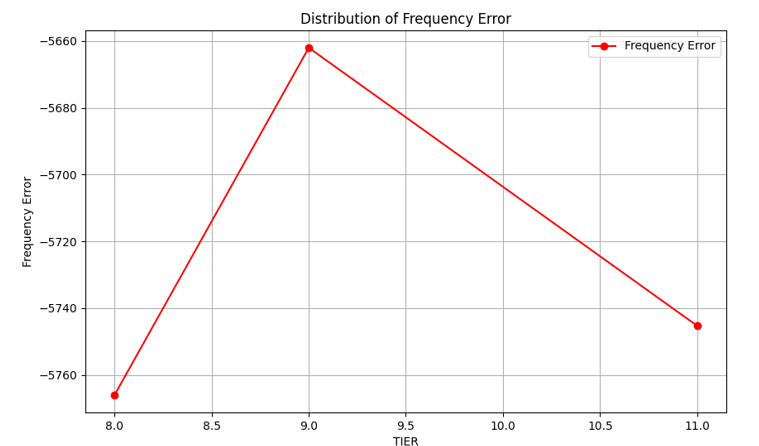 Distribution of Frequency Error
Frequency Error
−5660
−5680
−5700
−5720
−5740
−5760
Frequency Error
8.0 8.5 9.0 9.5 10.0 10.5 11.0
TIER